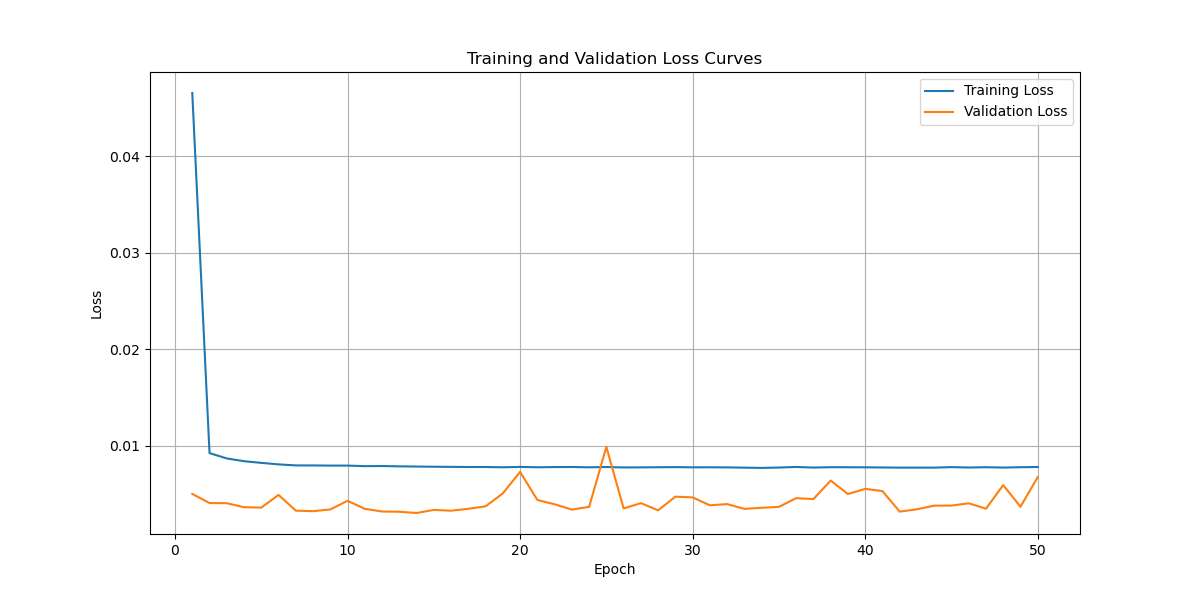 Training and Validation Loss Curves
Training Loss
Validation Loss
0.04
0.03
0.02
0.01
Loss
0
10
20
30
40
50
Epoch